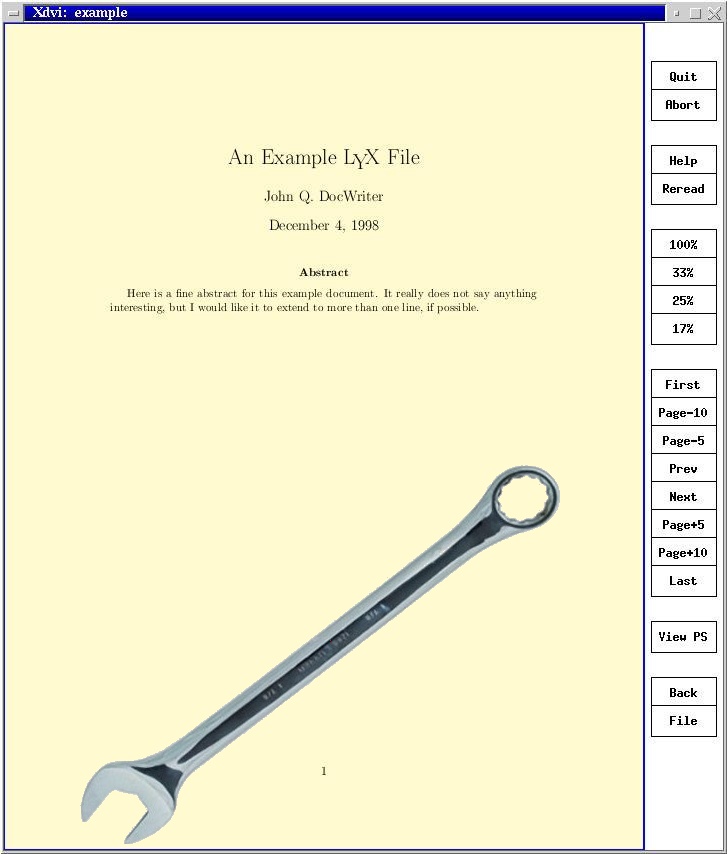 Xdvi: example
An Example LyX File
John Q. DocWriter
December 4, 1998
Abstract
Here is a fine abstract for this example document. It really does not say anything
interesting, but I would like it to extend to more than one line, if possible.
1
Quit
Abort
Help
Reread
100%
33%
25%
17%
First
Page-10
Page-5
Prev
Next
Page+5
Page+10
Last
View PS
Back
File